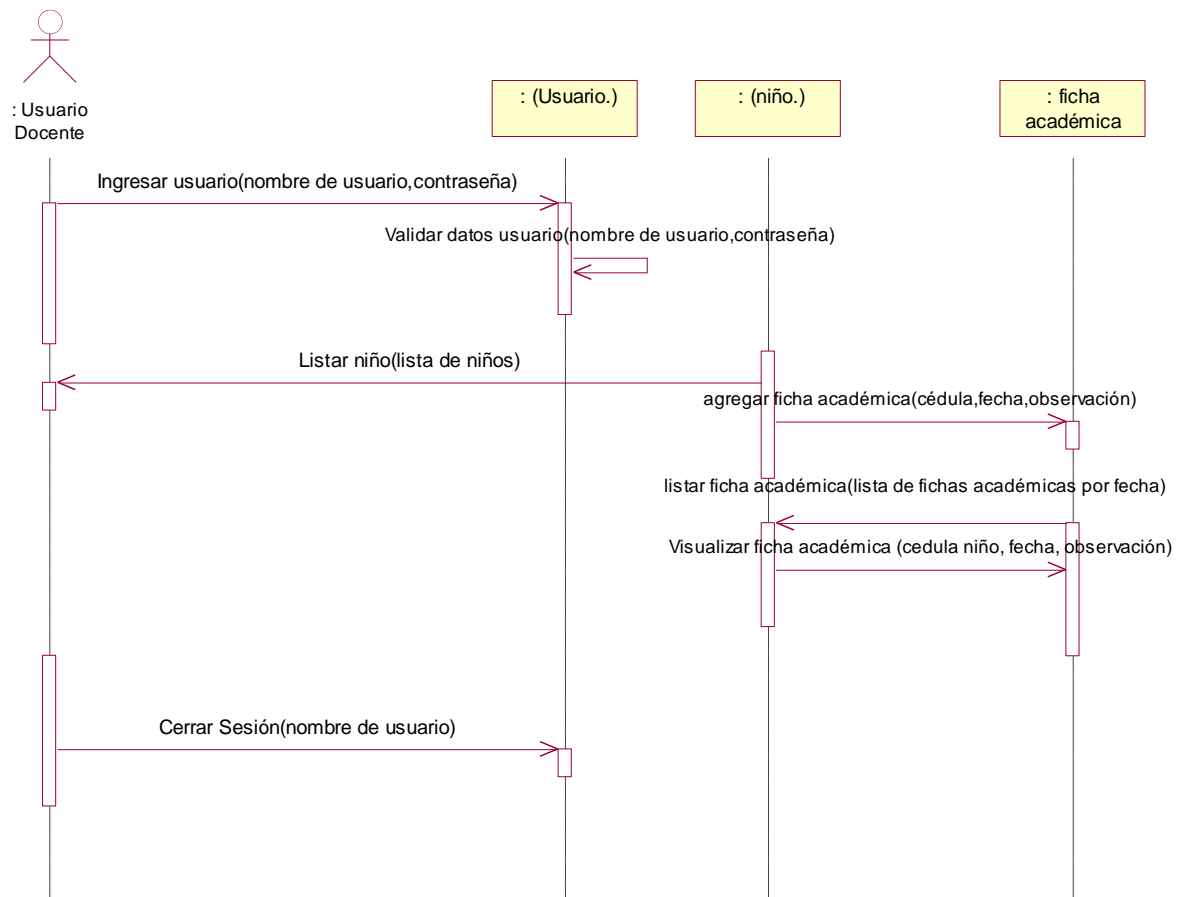 : Usuario
Docente
: (Usuario.)
: (niño.)
: ficha
académica
Ingresar usuario(nombre de usuario,contraseña)
Validar datos usuario(nombre de usuario,contraseña)
Listar niño(lista de niños)
agregar ficha académica(cédula,fecha,observación)
listar ficha académica(lista de fichas académicas por fecha)
Visualizar ficha académica (cedula niño, fecha, observación)
Cerrar Sesión(nombre de usuario)